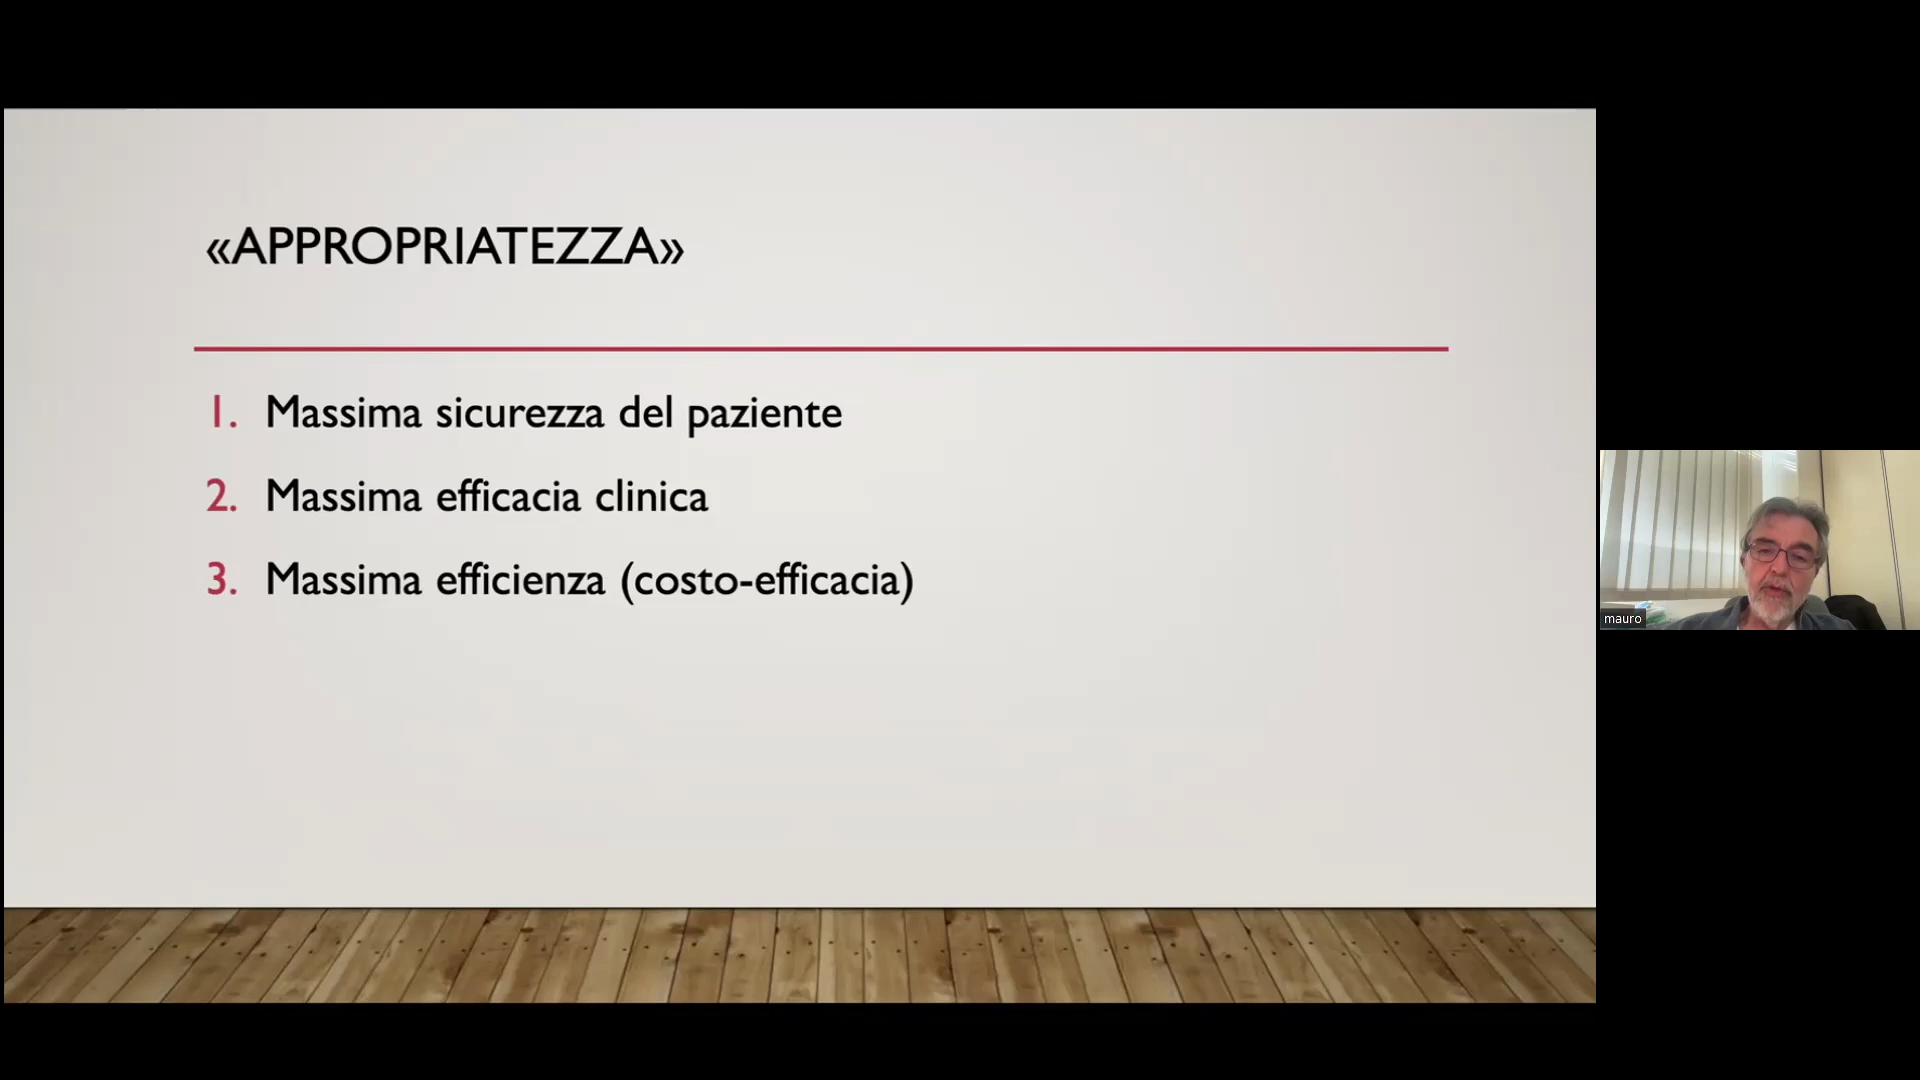 «APPROPRIATEZZA»
1. Massima sicurezza del paziente
2. Massima efficacia clinica
3. Massima efficienza (costo-efficacia)
mauro